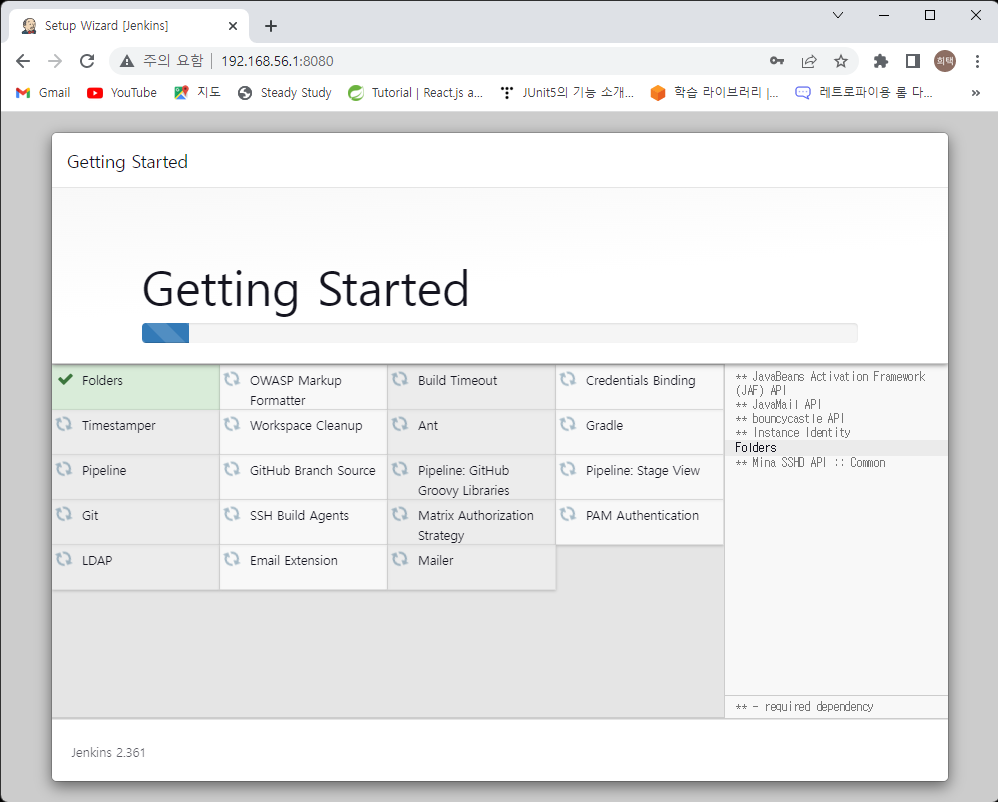 Setup Wizard [Jenkins]
주의 요함 192.168.56.1:8080
희택
Gmail YouTube 지도 Steady Study Tutorial | React.js a... JUnit5의 기능 소개... 학습 라이브러리 |... 레트로파이용 롬 다... »
Getting Started
Getting Started
Folders
OWASP Markup
Formatter
Build Timeout
Credentials Binding
Timestamper
Workspace Cleanup
Ant
Gradle
Pipeline
GitHub Branch Source
Pipeline: GitHub
Groovy Libraries
Pipeline: Stage View
Git
SSH Build Agents
Matrix Authorization
Strategy
PAM Authentication
LDAP
Email Extension
Mailer
** JavaBeans Activation Framework
(JAF) API
** JavaMail API
** bouncycastle API
** Instance Identity
Folders
** Mina SSHD API :: Common
** - required dependency
Jenkins 2.361